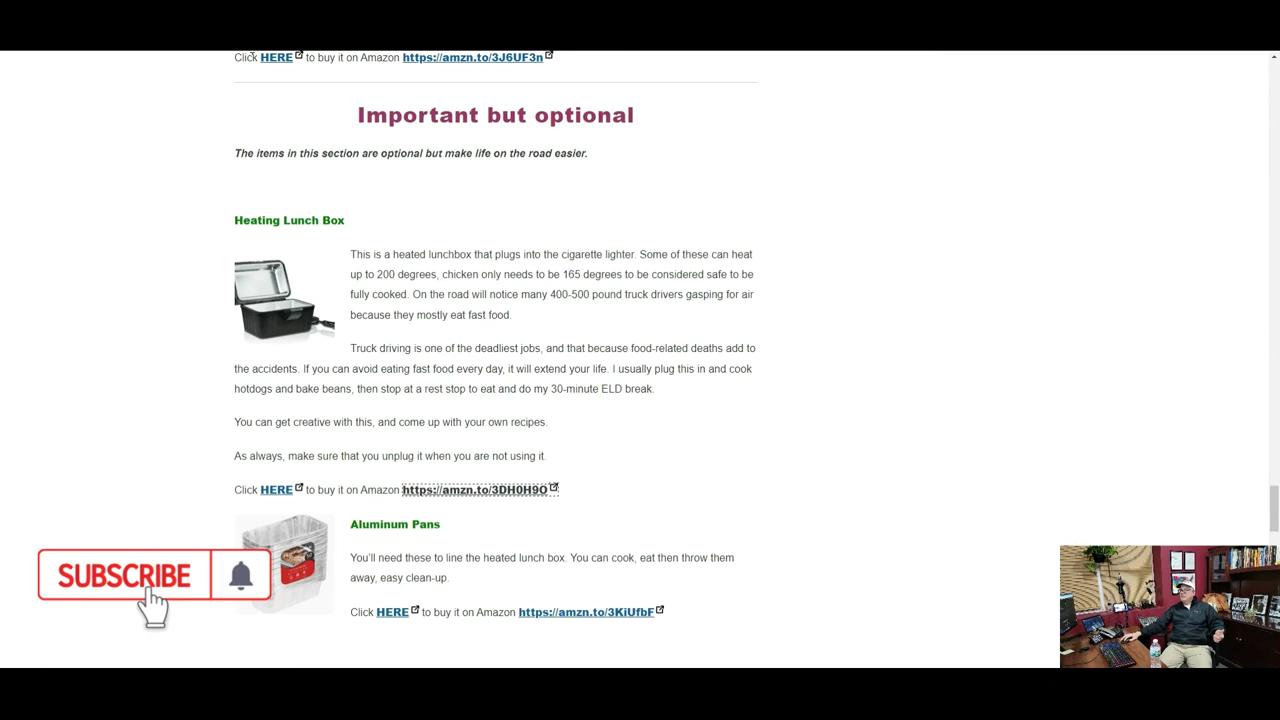 Click HERE to buy it on Amazon https://amzn.to/3J6UF3n
Important but optional
The items in this section are optional but make life on the road easier.
Heating Lunch Box
This is a heated lunchbox that plugs into the cigarette lighter. Some of these can heat
up to 200 degrees, chicken only needs to be 165 degrees to be considered safe to be
fully cooked. On the road will notice many 400-500 pound truck drivers gasping for air
because they mostly eat fast food.
Truck driving is one of the deadliest jobs, and that because food-related deaths add to
the accidents. If you can avoid eating fast food every day, it will extend your life. I usually plug this in and cook
hotdogs and bake beans, then stop at a rest stop to eat and do my 30-minute ELD break.
You can get creative with this, and come up with your own recipes.
As always, make sure that you unplug it when you are not using it.
Click HERE to buy it on Amazon https://amzn.to/3DH0H9O
Aluminum Pans
You'll need these to line the heated lunch box. You can cook, eat then throw them
away, easy clean-up.
Click HERE to buy it on Amazon https://amzn.to/3KiUfbF
SUBSCRIBE